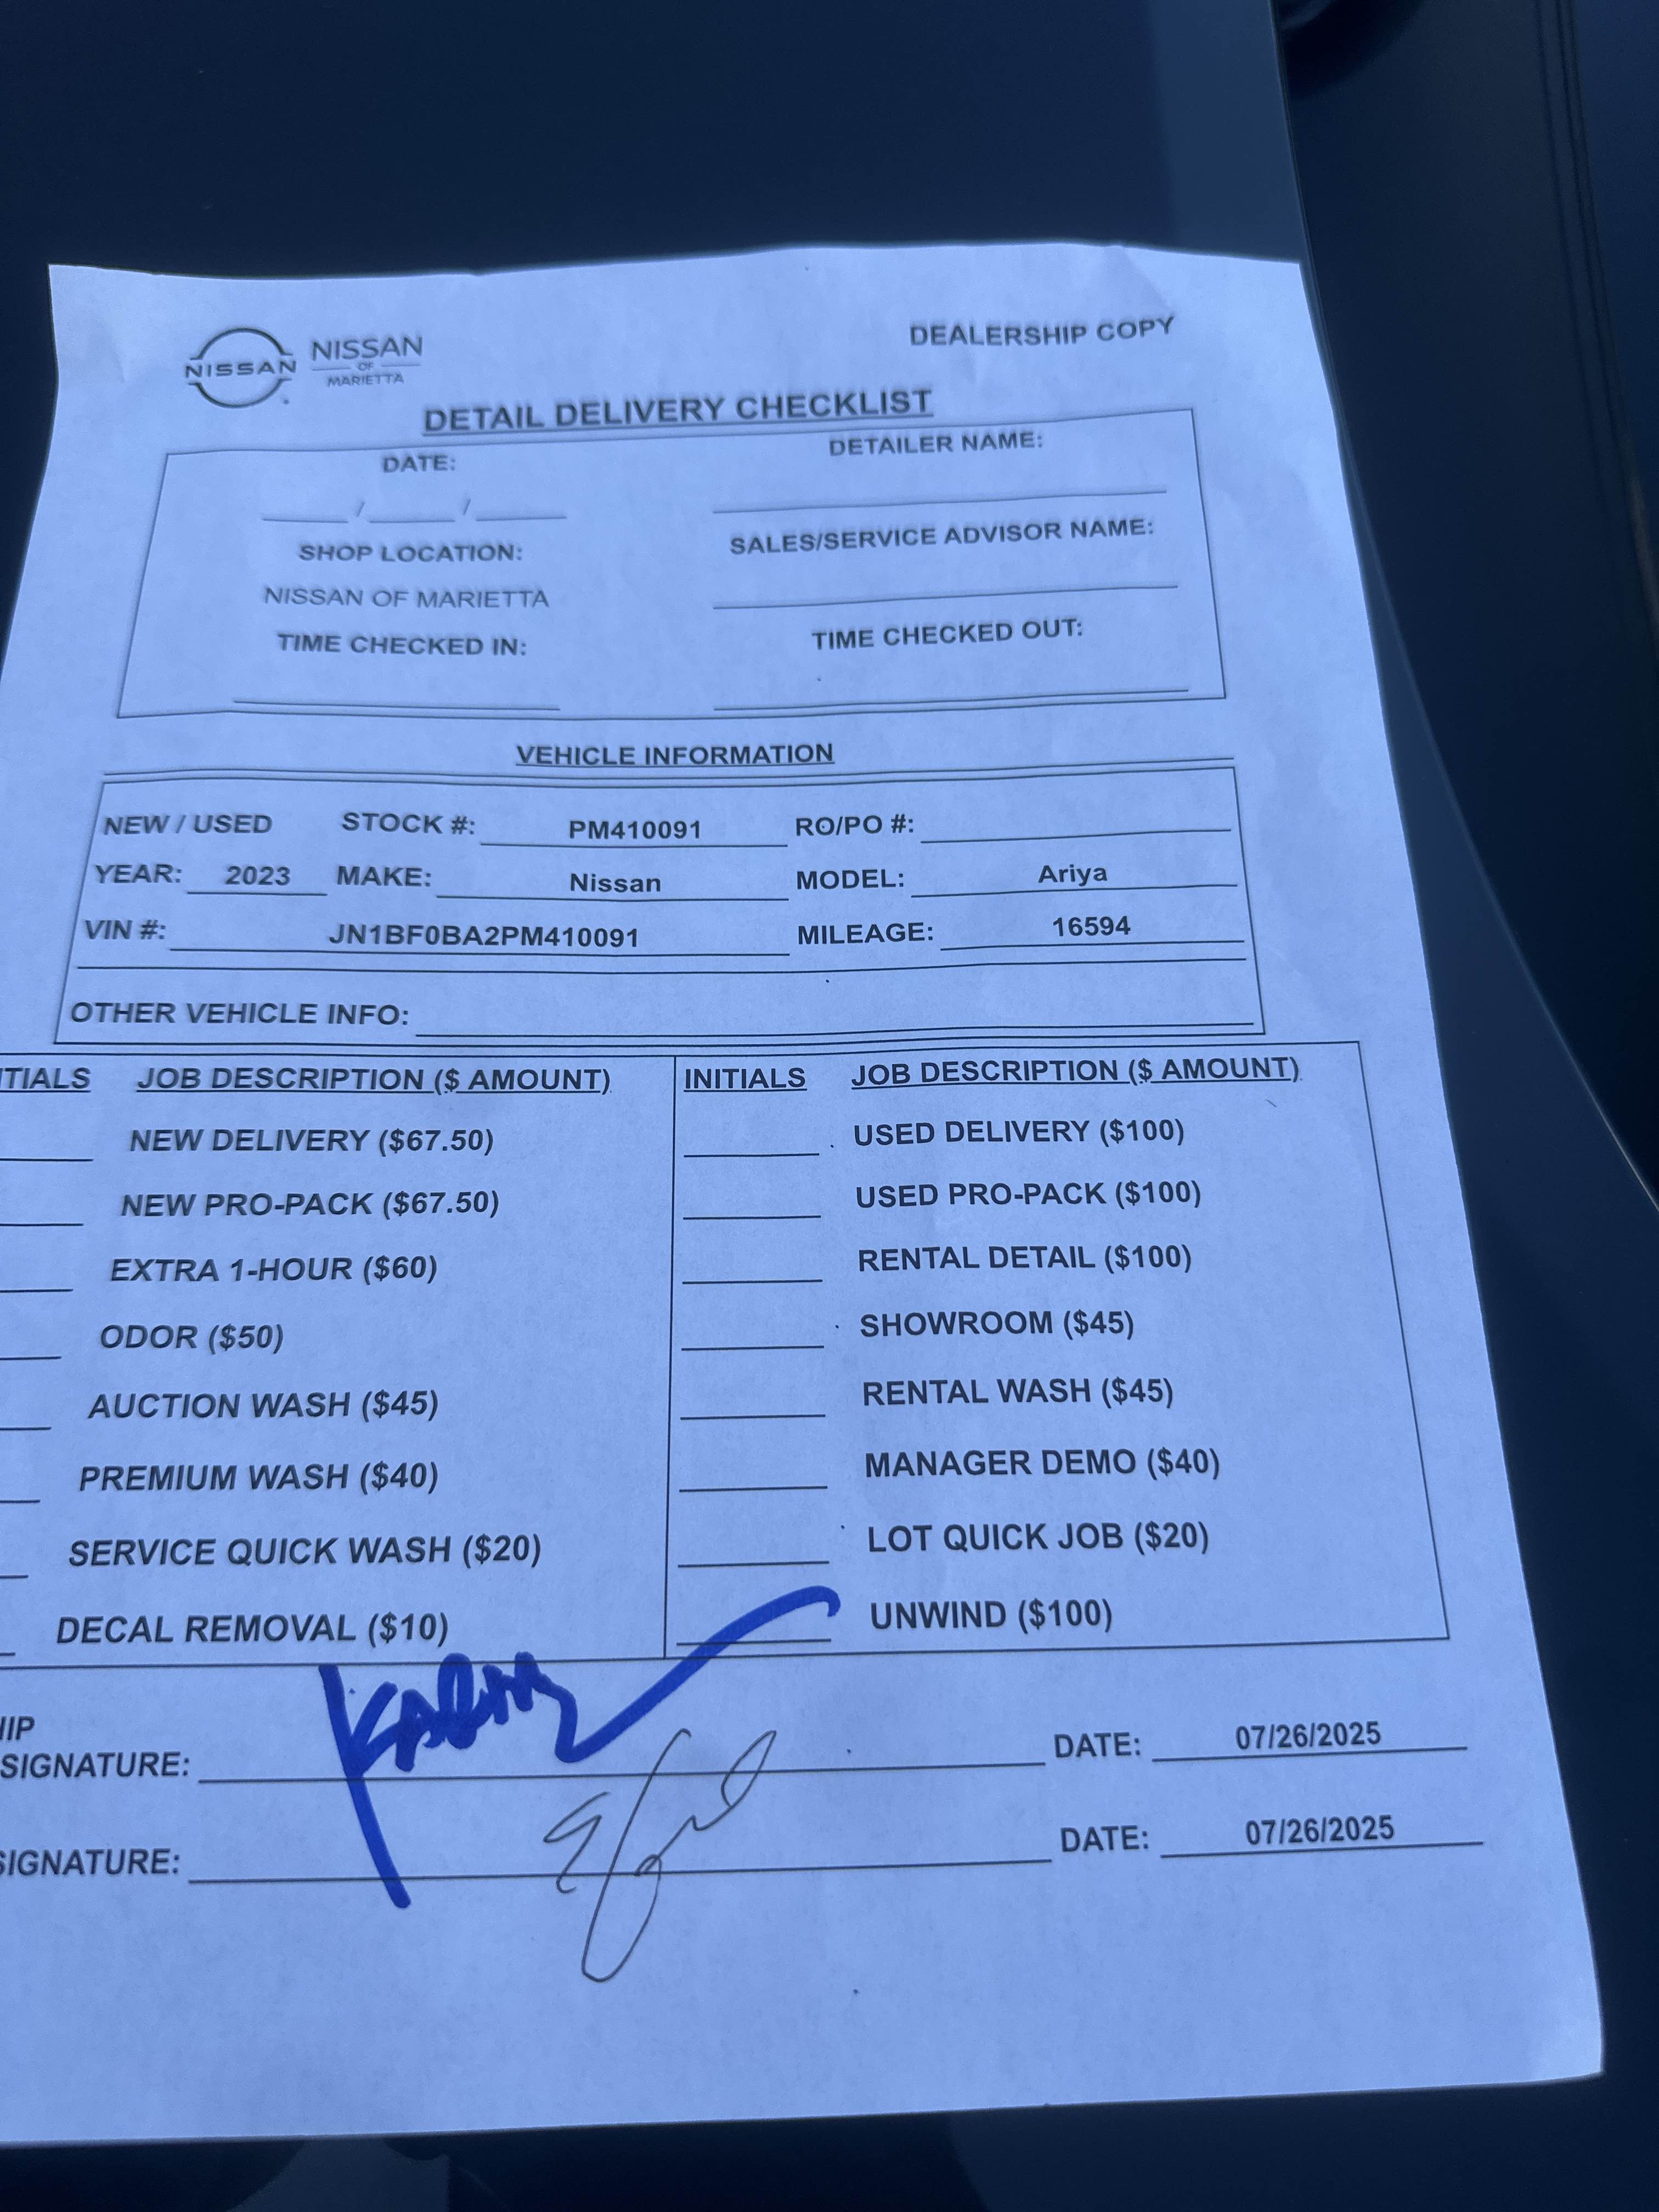 NISSAN
NISSAN
OF
MARIETTA
DEALERSHIP COPY
DETAIL DELIVERY CHECKLIST
DATE: DETAILER NAME:
/ /
SHOP LOCATION: SALES/SERVICE ADVISOR NAME:
NISSAN OF MARIETTA
TIME CHECKED IN: TIME CHECKED OUT:
VEHICLE INFORMATION
NEW / USED STOCK #: PM410091 RO/PO #:
YEAR: 2023 MAKE: Nissan MODEL: Ariya
VIN #: JN1BF0BA2PM410091 MILEAGE: 16594
OTHER VEHICLE INFO:
TIALS JOB DESCRIPTION ($ AMOUNT) INITIALS JOB DESCRIPTION ($ AMOUNT)
NEW DELIVERY ($67.50) USED DELIVERY ($100)
NEW PRO-PACK ($67.50) USED PRO-PACK ($100)
EXTRA 1-HOUR ($60) RENTAL DETAIL ($100)
ODOR ($50) SHOWROOM ($45)
AUCTION WASH ($45) RENTAL WASH ($45)
PREMIUM WASH ($40) MANAGER DEMO ($40)
SERVICE QUICK WASH ($20) LOT QUICK JOB ($20)
DECAL REMOVAL ($10) UNWIND ($100)
HIP
SIGNATURE: DATE: 07/26/2025
SIGNATURE: DATE: 07/26/2025